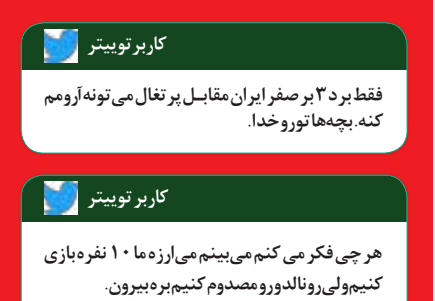 کاربر توییتر
فقط برد ۳ بر صفر ایران مقابل پرتغال می‌تونه آرومم
کنه. بچه‌ها تورو خدا.
کاربر توییتر
هر چی فکر می کنم می‌بینم می‌ارزه ما ۱۰ نفره بازی
کنیم ولی رونالدو رو مصدوم کنیم بره بیرون.